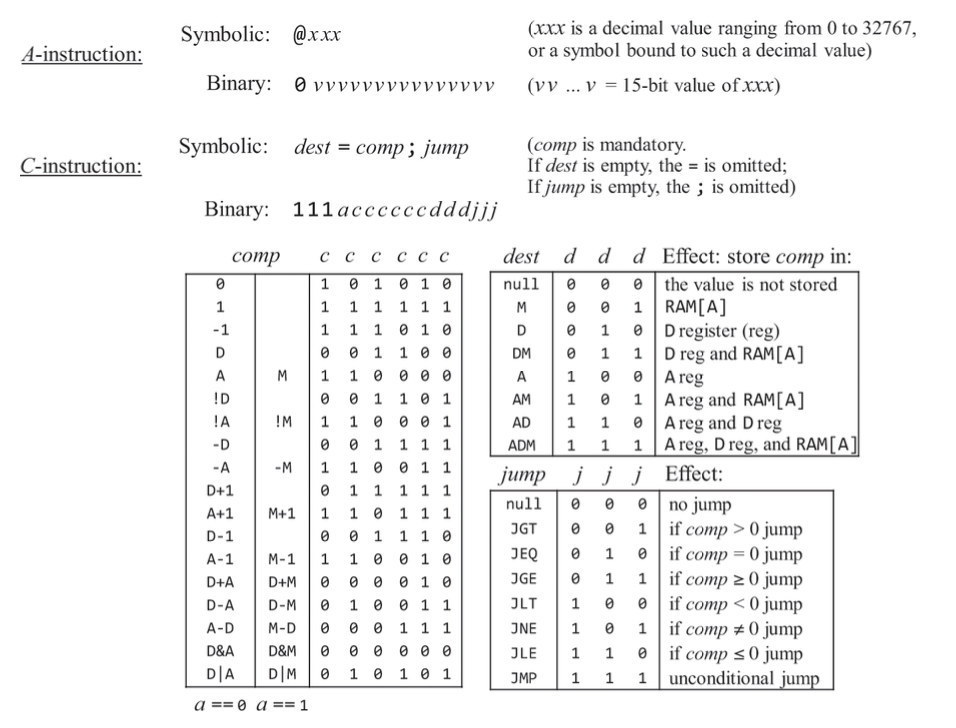 A-instruction:
Symbolic: @xxx
(xxx is a decimal value ranging from 0 to 32767,
or a symbol bound to such a decimal value)
Binary: 0 v v v v v v v v v v v v v v v
(v v ... v = 15-bit value of xxx)
C-instruction:
Symbolic: dest = comp ; jump
(comp is mandatory.
If dest is empty, the = is omitted;
If jump is empty, the ; is omitted)
Binary: 111 a c c c c c c d d d j j j
comp c c c c c c
0 1 0 1 0 1 0
1 1 1 1 1 1 1
-1 1 1 1 0 1 0
D 0 0 1 1 0 0
A M 1 1 0 0 0 0
!D 0 0 1 1 0 1
!A !M 1 1 0 0 0 1
-D 0 0 1 1 1 1
-A -M 1 1 0 0 1 1
D+1 0 1 1 1 1 1
A+1 M+1 1 1 0 1 1 1
D-1 0 0 1 1 1 0
A-1 M-1 1 1 0 0 1 0
D+A D+M 0 0 0 0 1 0
D-A D-M 0 1 0 0 1 1
A-D M-D 0 0 0 1 1 1
D&A D&M 0 0 0 0 0 0
D|A D|M 0 1 0 1 0 1
a == 0 a == 1
dest d d d Effect: store comp in:
null 0 0 0 the value is not stored
M 0 0 1 RAM[A]
D 0 1 0 D register (reg)
DM 0 1 1 D reg and RAM[A]
A 1 0 0 A reg
AM 1 0 1 A reg and RAM[A]
AD 1 1 0 A reg and D reg
ADM 1 1 1 A reg, D reg, and RAM[A]
jump j j j Effect:
null 0 0 0 no jump
JGT 0 0 1 if comp > 0 jump
JEQ 0 1 0 if comp = 0 jump
JGE 0 1 1 if comp ≥ 0 jump
JLT 1 0 0 if comp < 0 jump
JNE 1 0 1 if comp ≠ 0 jump
JLE 1 1 0 if comp ≤ 0 jump
JMP 1 1 1 unconditional jump